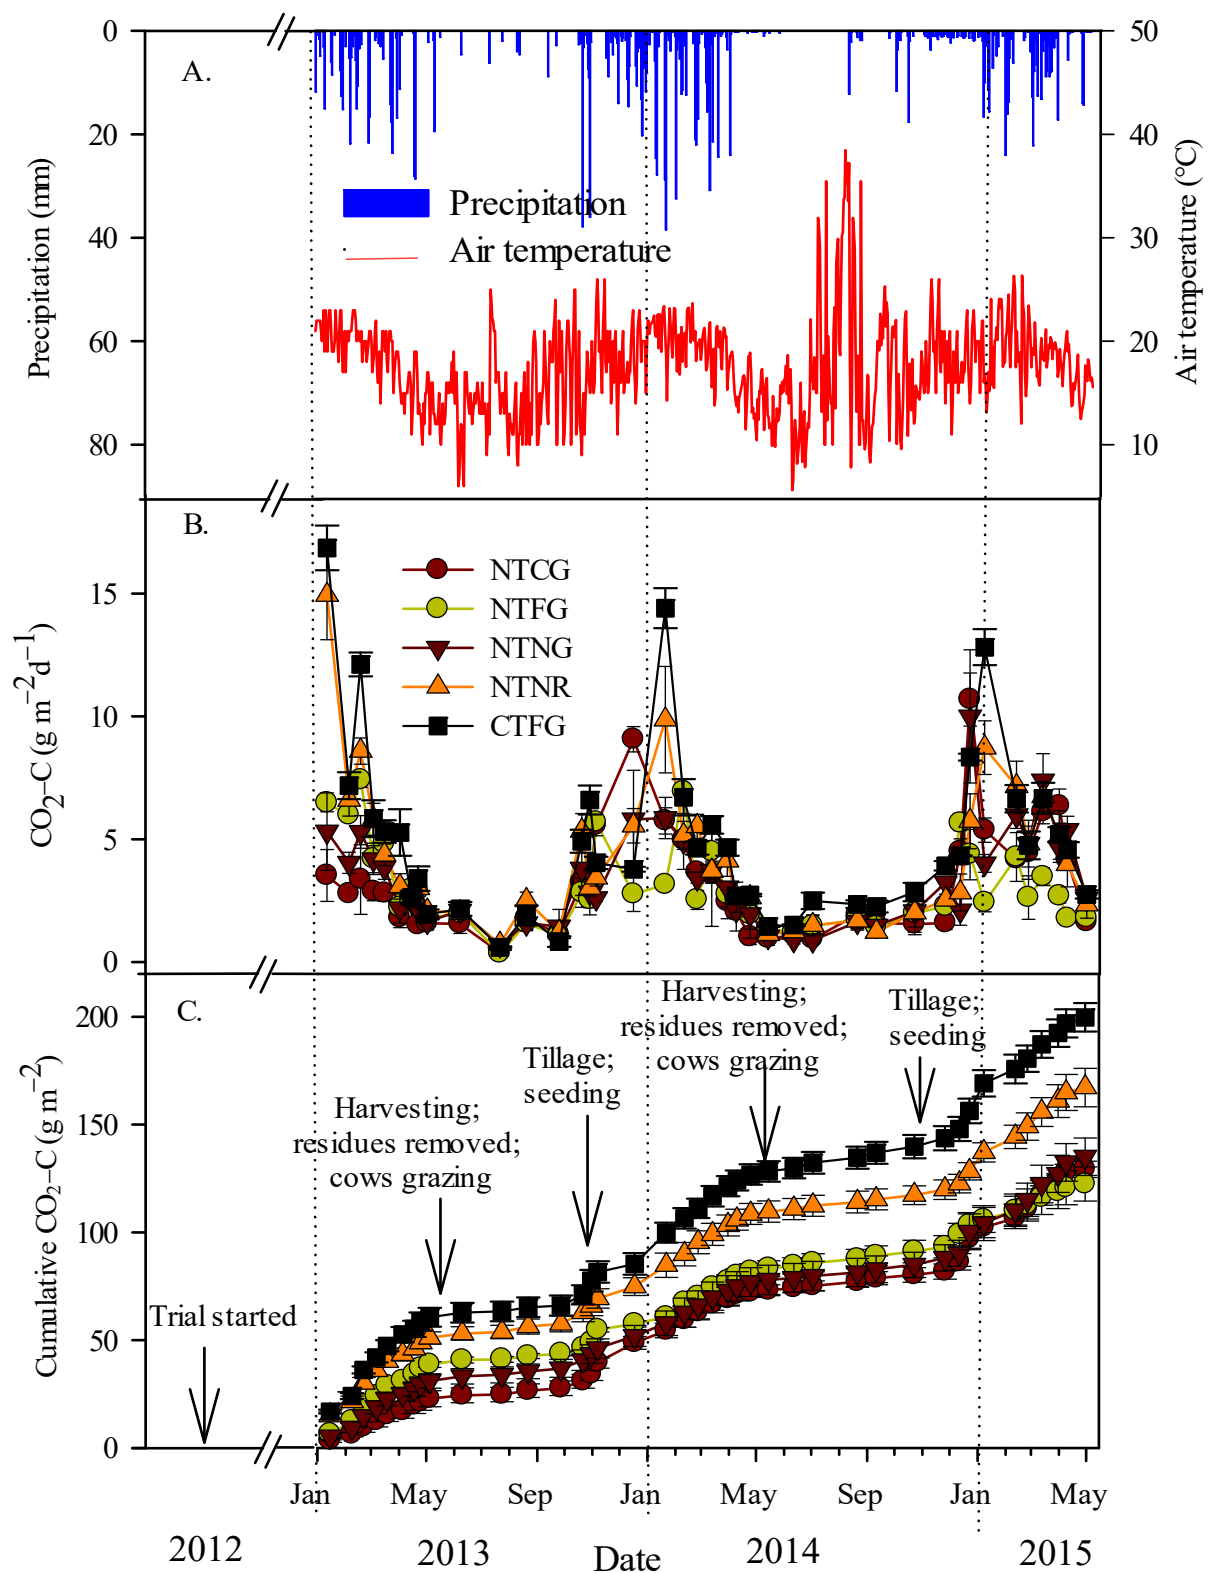 0
50
A.
20
40
Precipitation (mm)
Air temperature (°C)
Precipitation
40
30
Air temperature
60
20
80
10
B.
NTCG
15
NTFG
NTNG
CO2–C (g m−2d−1)
NTNR
10
CTFG
5
0
C.
200
Harvesting;
residues removed;
cows grazing
Tillage;
seeding
Tillage;
seeding
Cumulative CO2–C (g m−2)
150
Harvesting;
residues removed;
cows grazing
100
Trial started
50
0
Jan May Sep Jan May Sep Jan May
2012 2013 Date 2014 2015